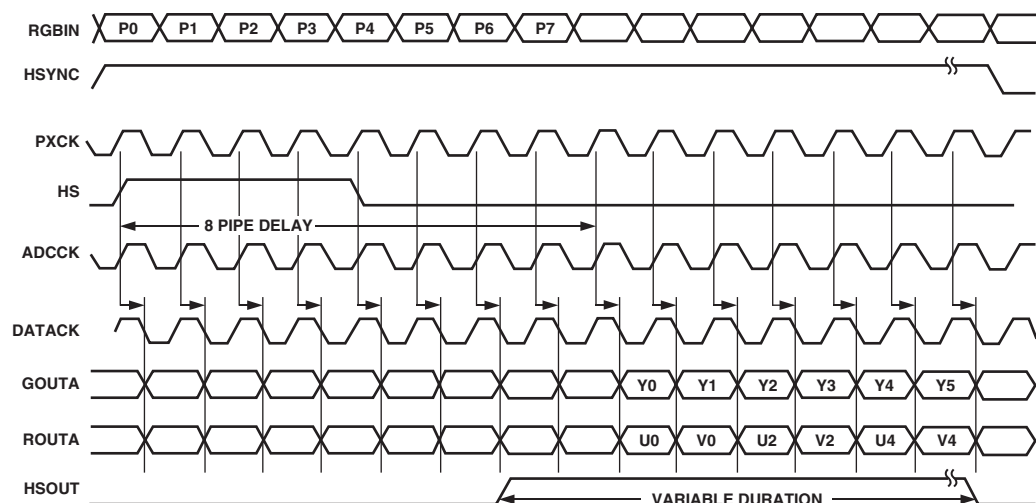 RGBIN P0 P1 P2 P3 P4 P5 P6 P7
HSYNC
PXCK
HS
8 PIPE DELAY
ADCCK
DATACK
GOUTA Y0 Y1 Y2 Y3 Y4 Y5
ROUTA U0 V0 U2 V2 U4 V4
HSOUT
VARIABLE DURATION